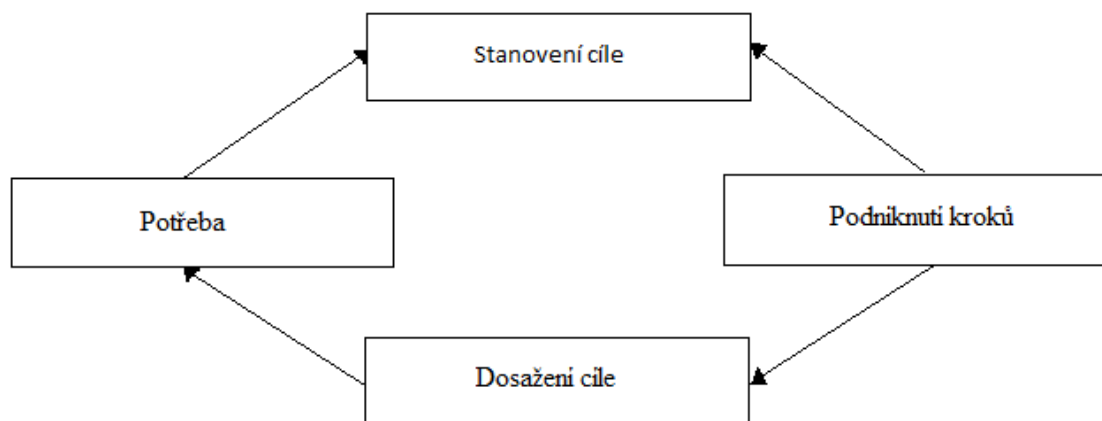 Stanovení cíle
Potřeba
Podniknutí kroků
Dosažení cíle